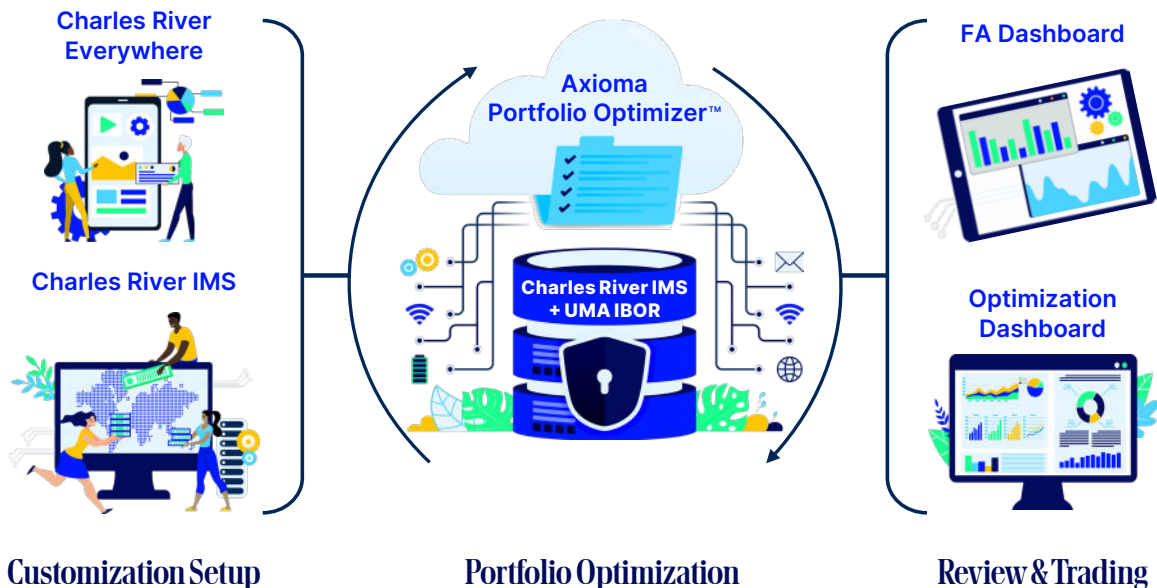 Charles River
Everywhere
Charles River IMS
Customization Setup
Axioma
Portfolio Optimizer™
Charles River IMS
+ UMA IBOR
Portfolio Optimization
FA Dashboard
Optimization
Dashboard
Review & Trading